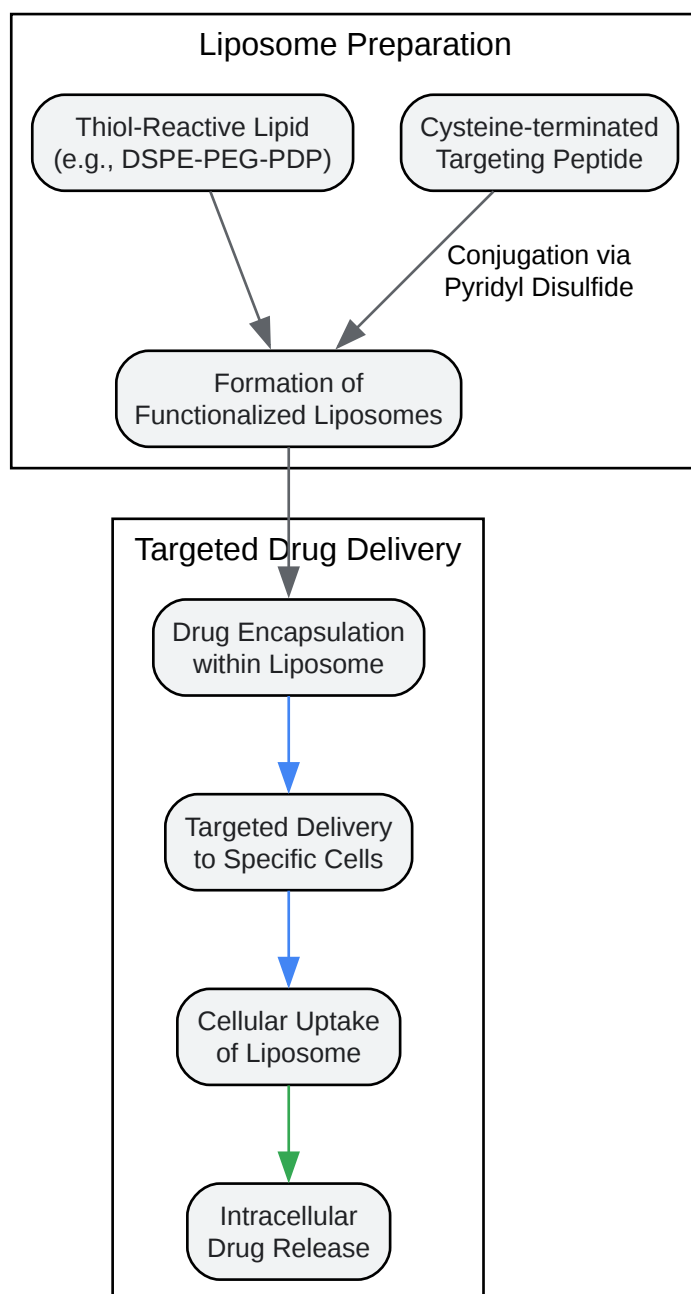 Liposome Preparation
Thiol-Reactive Lipid
(e.g., DSPE-PEG-PDP)
Cysteine-terminated
Targeting Peptide
Conjugation via
Pyridyl Disulfide
Formation of
Functionalized Liposomes
Targeted Drug Delivery
Drug Encapsulation
within Liposome
Targeted Delivery
to Specific Cells
Cellular Uptake
of Liposome
Intracellular
Drug Release